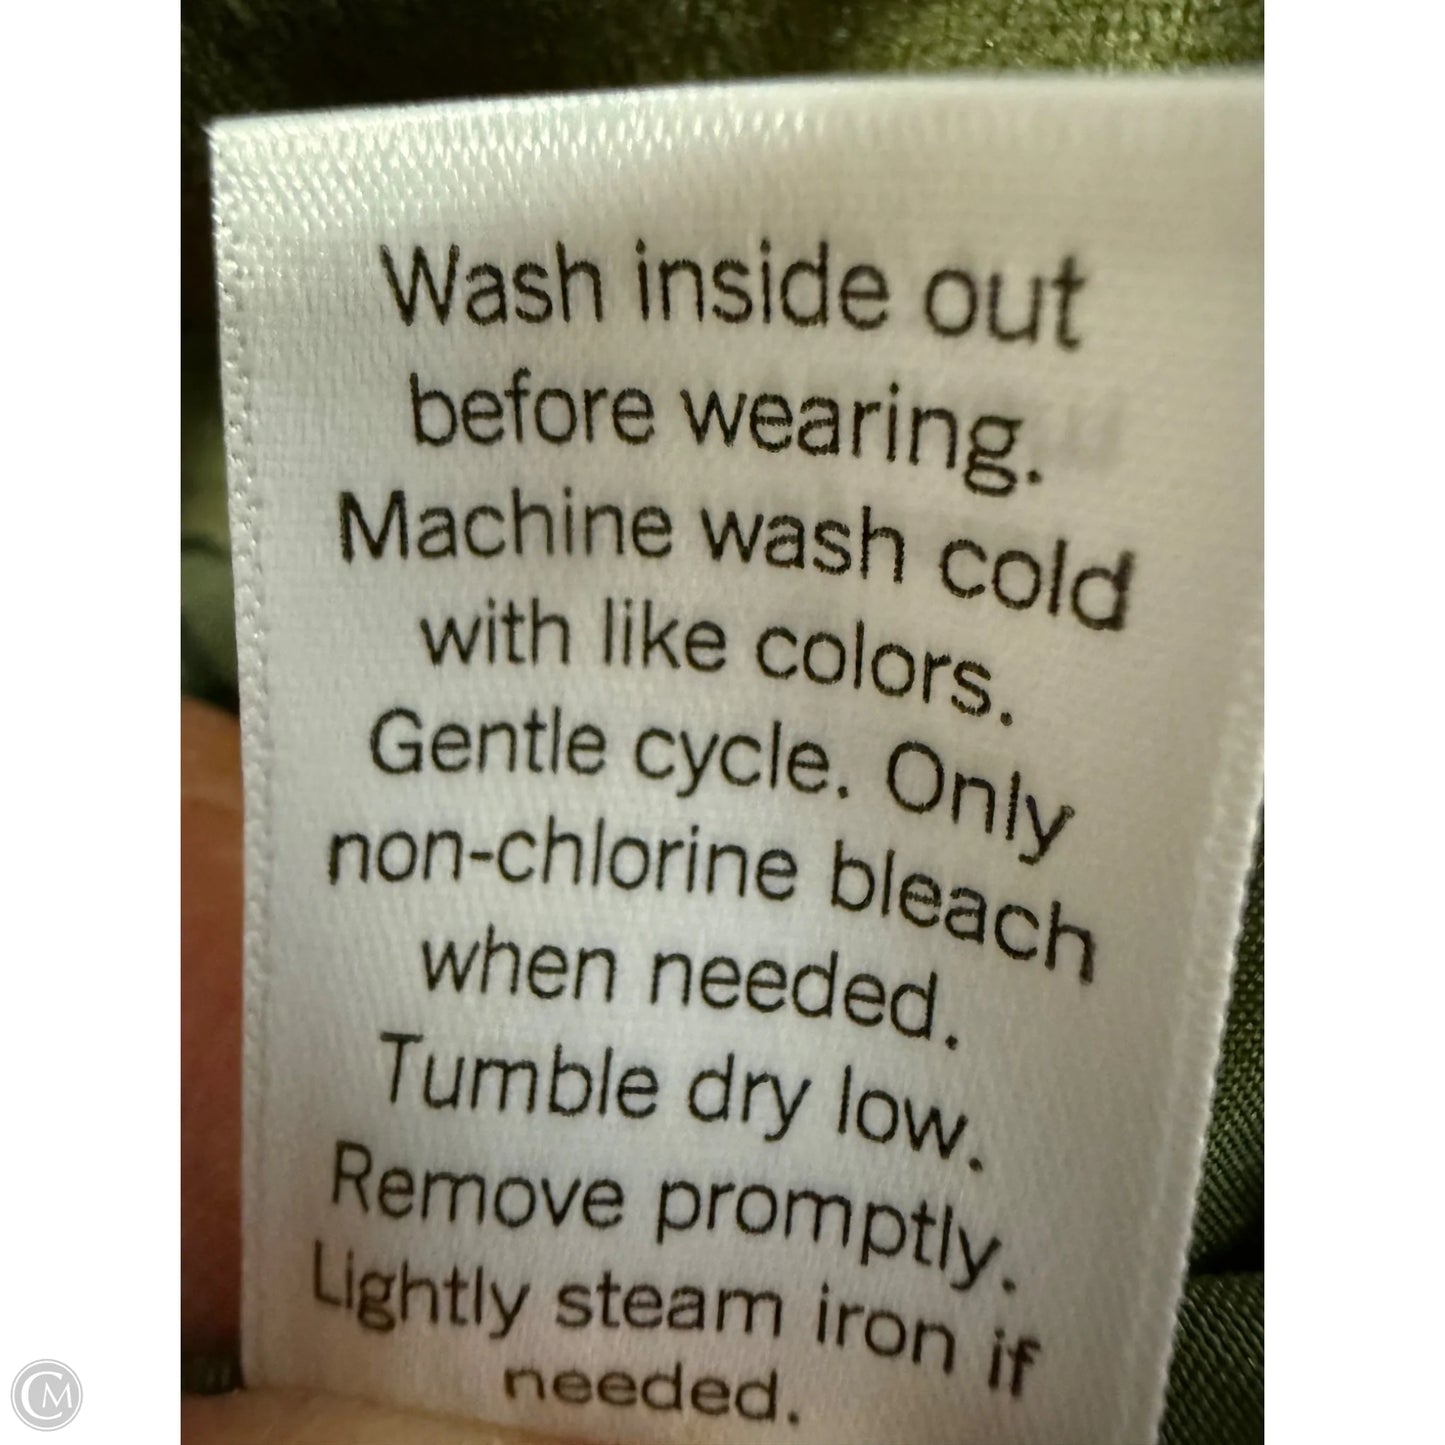 Wash inside out
before wearing.
Machine wash cold
with like colors.
Gentle cycle. Only
non-chlorine bleach
when needed.
Tumble dry low.
Remove promptly.
Lightly steam iron if
needed.
CM